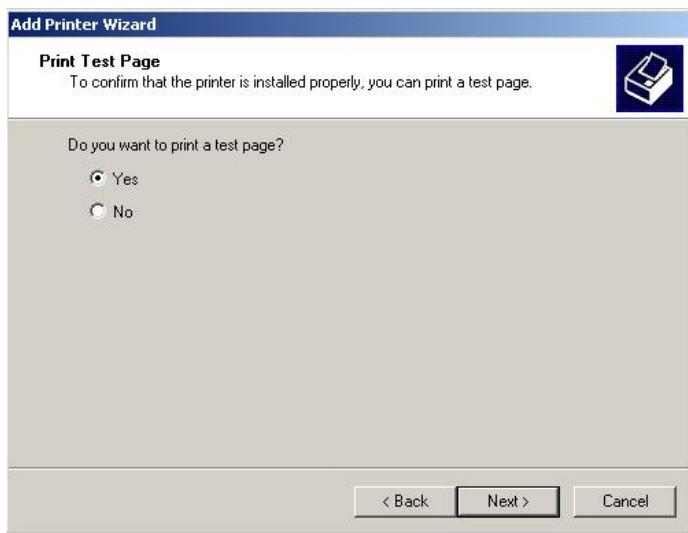 Add Printer Wizard
Print Test Page
To confirm that the printer is installed properly, you can print a test page.
Do you want to print a test page?
Yes
No
< Back Next > Cancel